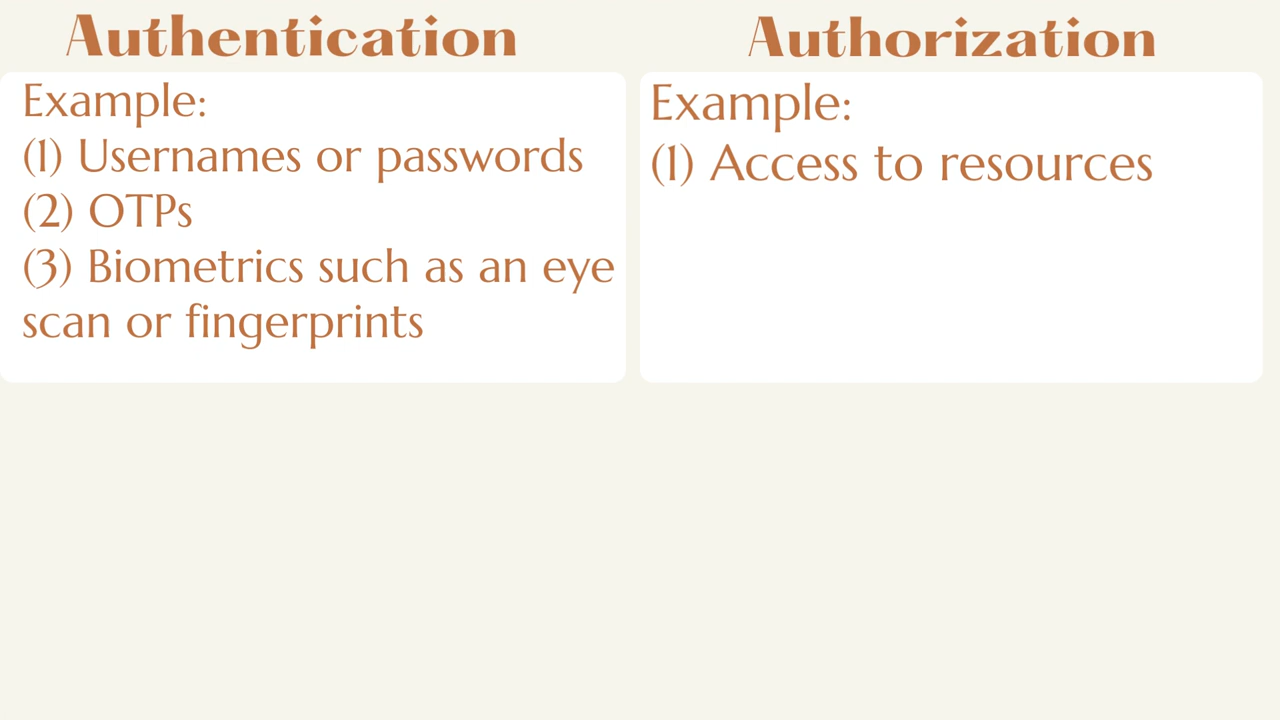 Authentication
Example:
(1) Usernames or passwords
(2) OTPs
(3) Biometrics such as an eye
scan or fingerprints
Authorization
Example:
(1) Access to resources